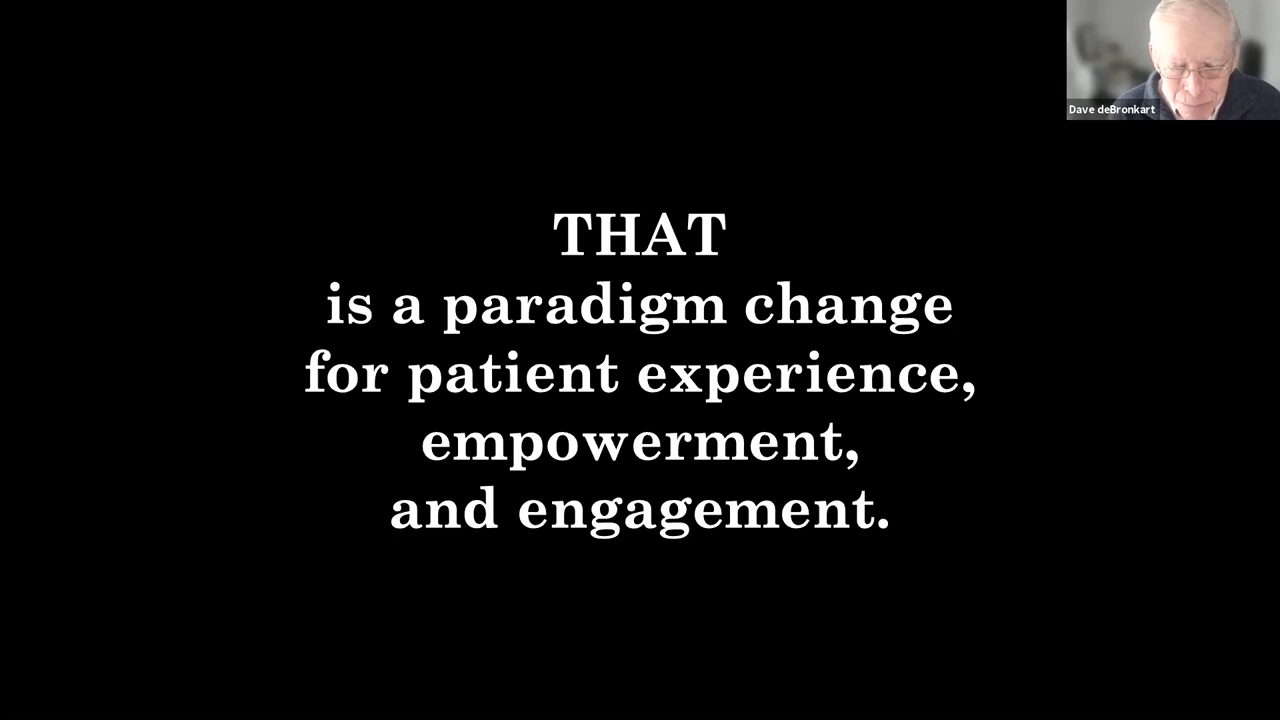 Dave deBronkart
THAT
is a paradigm change
for patient experience,
empowerment,
and engagement.